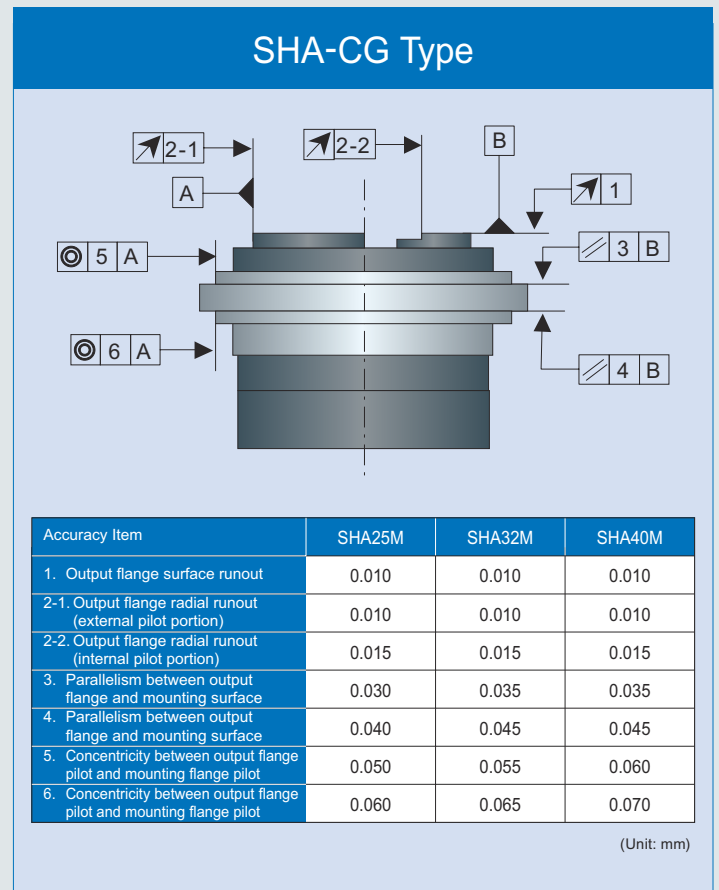 SHA-CG Type
2-1
2-2
B
A
1
5 A
3 B
6 A
4 B
Accuracy Item SHA25M SHA32M SHA40M
1. Output flange surface runout 0.010 0.010 0.010
2-1. Output flange radial runout
(external pilot portion) 0.010 0.010 0.010
2-2. Output flange radial runout
(internal pilot portion) 0.015 0.015 0.015
3. Parallelism between output
flange and mounting surface 0.030 0.035 0.035
4. Parallelism between output
flange and mounting surface 0.040 0.045 0.045
5. Concentricity between output flange
pilot and mounting flange pilot 0.050 0.055 0.060
6. Concentricity between output flange
pilot and mounting flange pilot 0.060 0.065 0.070
(Unit: mm)